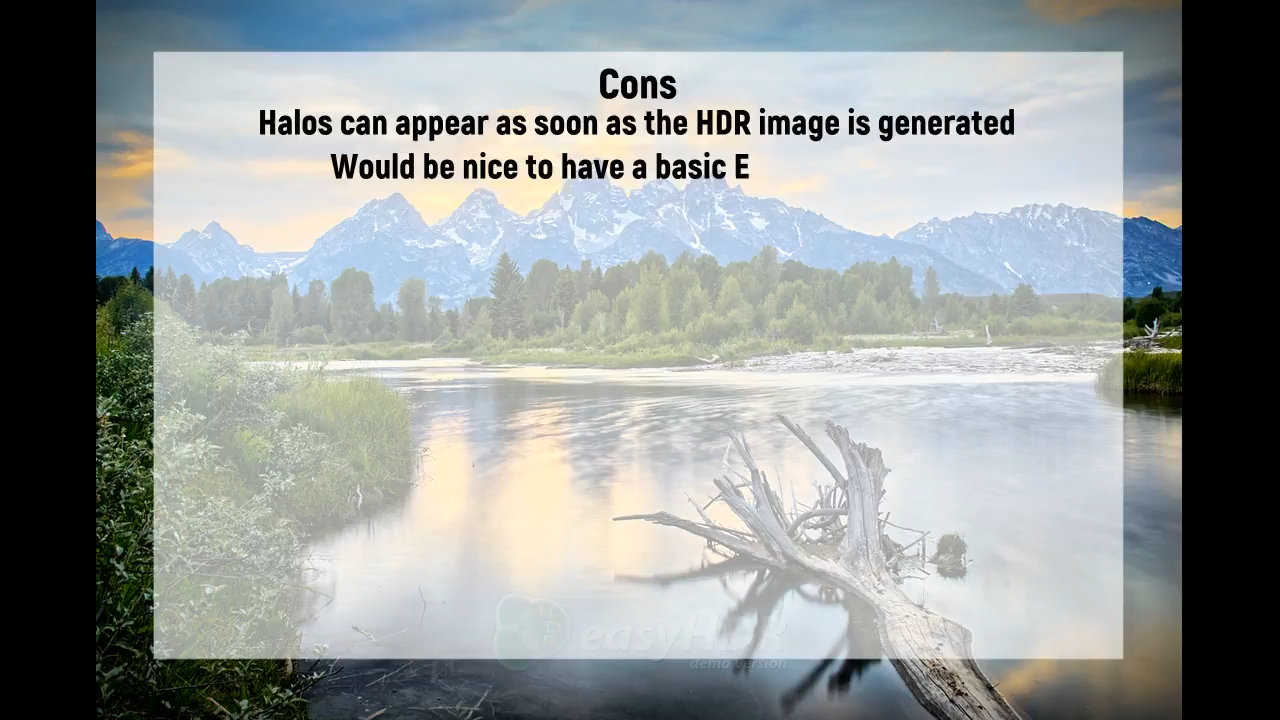 Cons
Halos can appear as soon as the HDR image is generated
Would be nice to have a basic E
easyHDR
demo version